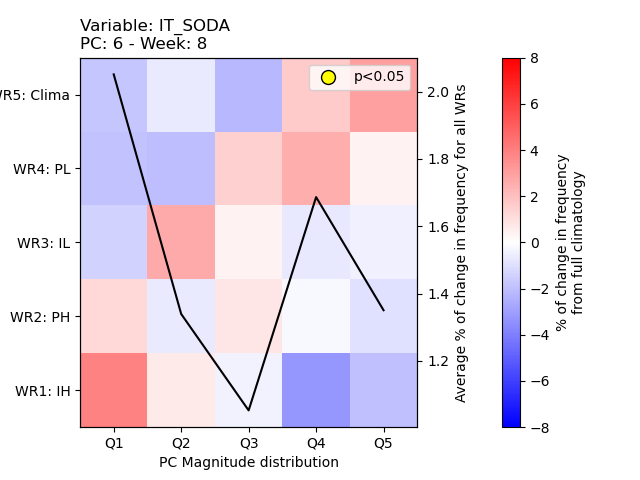 Variable: IT_SODA
PC: 6 - Week: 8
p<0.05
WR5: Clima
WR4: PL
WR3: IL
WR2: PH
WR1: IH
Q1 Q2 Q3 Q4 Q5
PC Magnitude distribution
2.0
1.8
1.6
1.4
1.2
Average % of change in frequency for all WRs
8
6
4
2
0
−2
−4
−6
−8
% of change in frequency
from full climatology